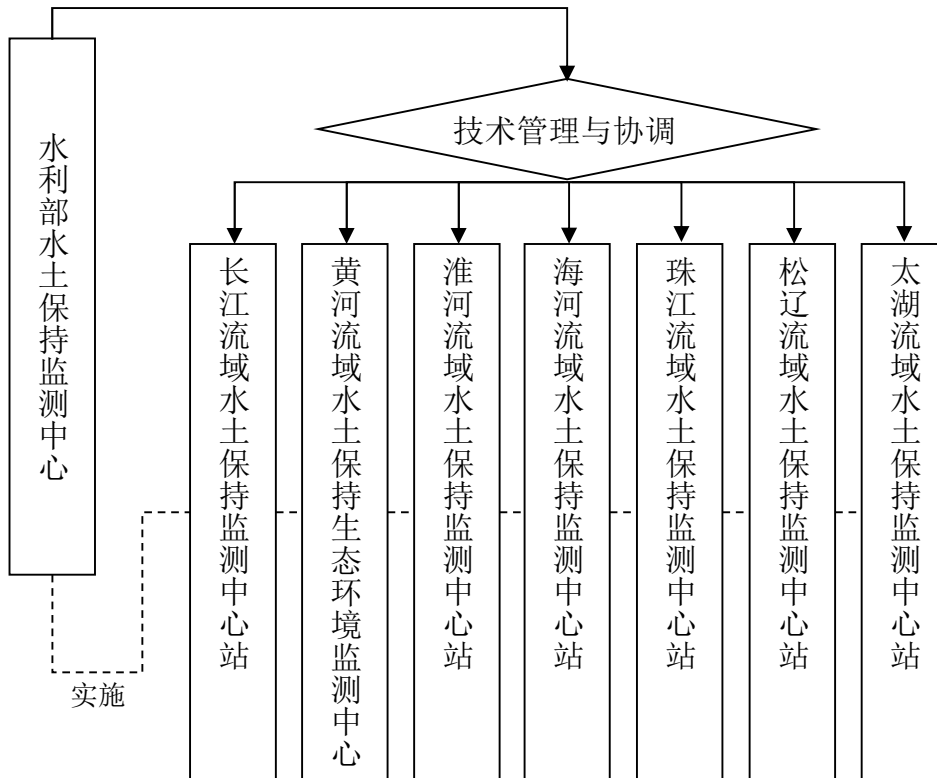 技术管理与协调
水利部水土保持监测中心
长江流域水土保持监测中心站
黄河流域水土保持生态环境监测中心
淮河流域水土保持监测中心站
海河流域水土保持监测中心站
珠江流域水土保持监测中心站
松辽流域水土保持监测中心站
太湖流域水土保持监测中心站
实施